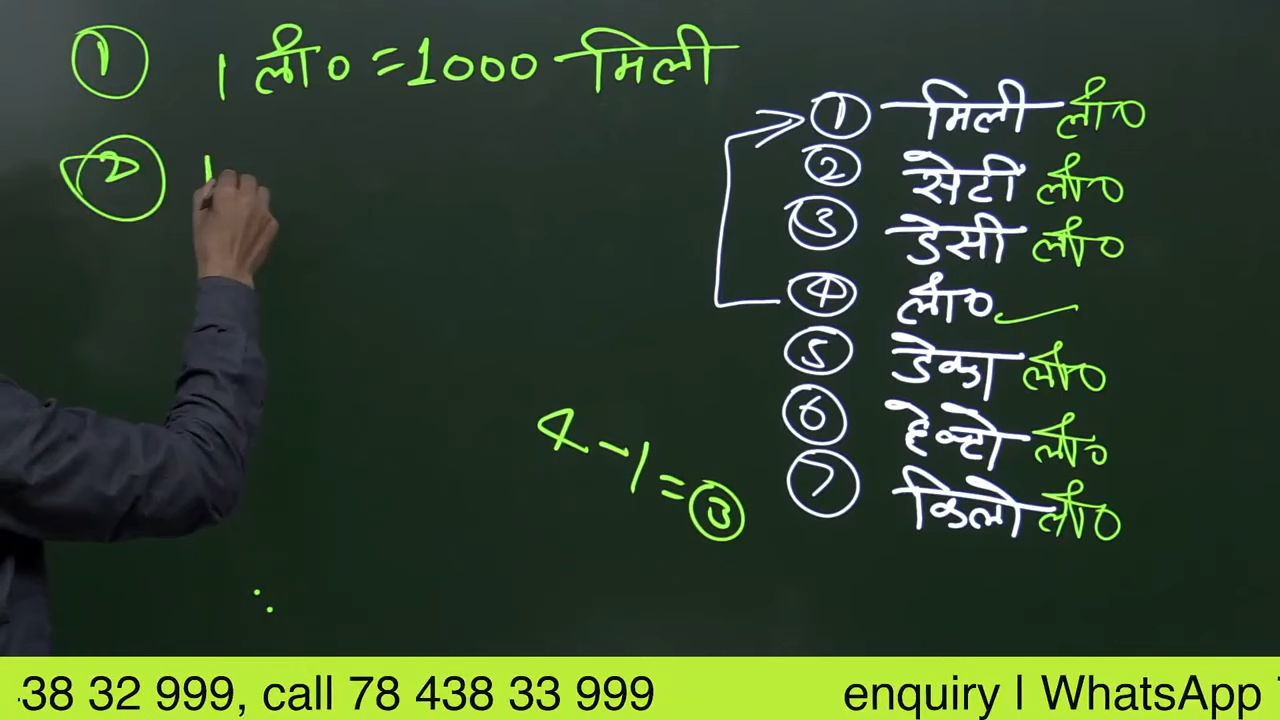 ① 1 ली० = 1000 मिली
② 1
① मिली ली०
② सेटी ली०
③ डेसी ली०
④ ली०
⑤ डेका ली०
⑥ हेक्टो ली०
⑦ किलो ली०
4 - 1 = ③
38 32 999, call 78 438 33 999
enquiry | WhatsApp